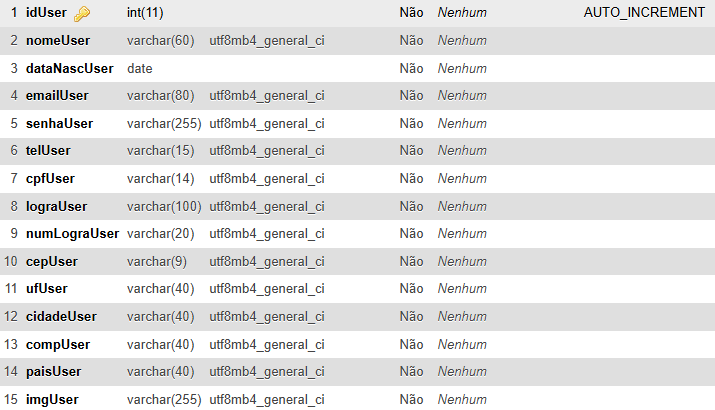 1 idUser int(11) Não Nenhum AUTO_INCREMENT
2 nomeUser varchar(60) utf8mb4_general_ci Não Nenhum
3 dataNascUser date Não Nenhum
4 emailUser varchar(80) utf8mb4_general_ci Não Nenhum
5 senhaUser varchar(255) utf8mb4_general_ci Não Nenhum
6 telUser varchar(15) utf8mb4_general_ci Não Nenhum
7 cpfUser varchar(14) utf8mb4_general_ci Não Nenhum
8 lograUser varchar(100) utf8mb4_general_ci Não Nenhum
9 numLograUser varchar(20) utf8mb4_general_ci Não Nenhum
10 cepUser varchar(9) utf8mb4_general_ci Não Nenhum
11 ufUser varchar(40) utf8mb4_general_ci Não Nenhum
12 cidadeUser varchar(40) utf8mb4_general_ci Não Nenhum
13 compUser varchar(40) utf8mb4_general_ci Não Nenhum
14 paisUser varchar(40) utf8mb4_general_ci Não Nenhum
15 imgUser varchar(255) utf8mb4_general_ci Não Nenhum